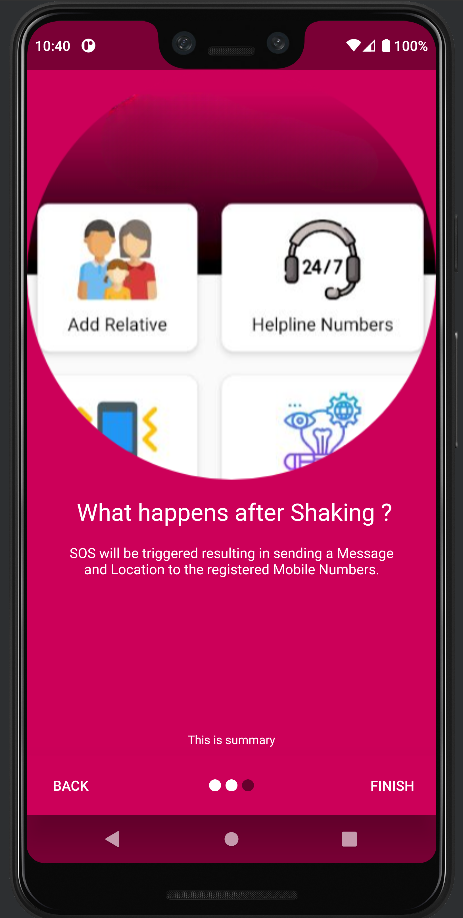 10:40
100%
24/7
Add Relative
Helpline Numbers
What happens after Shaking ?
SOS will be triggered resulting in sending a Message
and Location to the registered Mobile Numbers.
This is summary
BACK
FINISH